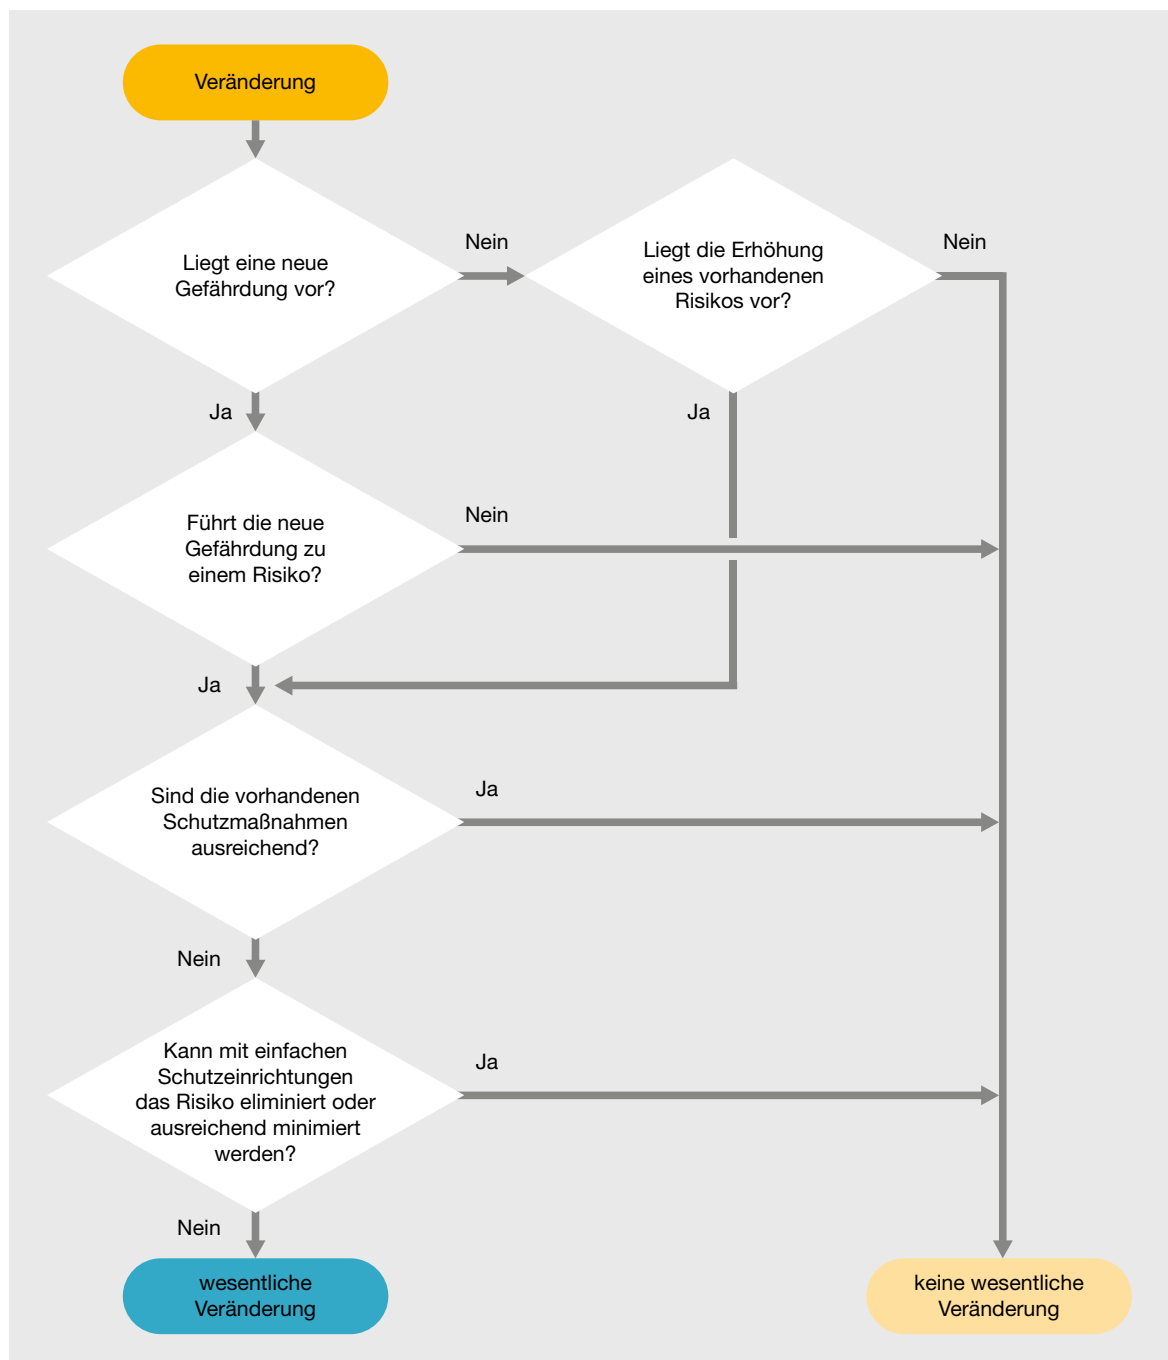 Veränderung
Liegt eine neue
Gefährdung vor?
Nein
Liegt die Erhöhung
eines vorhandenen
Risikos vor?
Nein
Ja
Ja
Führt die neue
Gefährdung zu
einem Risiko?
Nein
Ja
Sind die vorhandenen
Schutzmaßnahmen
ausreichend?
Ja
Nein
Kann mit einfachen
Schutzeinrichtungen
das Risiko eliminiert oder
ausreichend minimiert
werden?
Ja
Nein
wesentliche
Veränderung
keine wesentliche
Veränderung